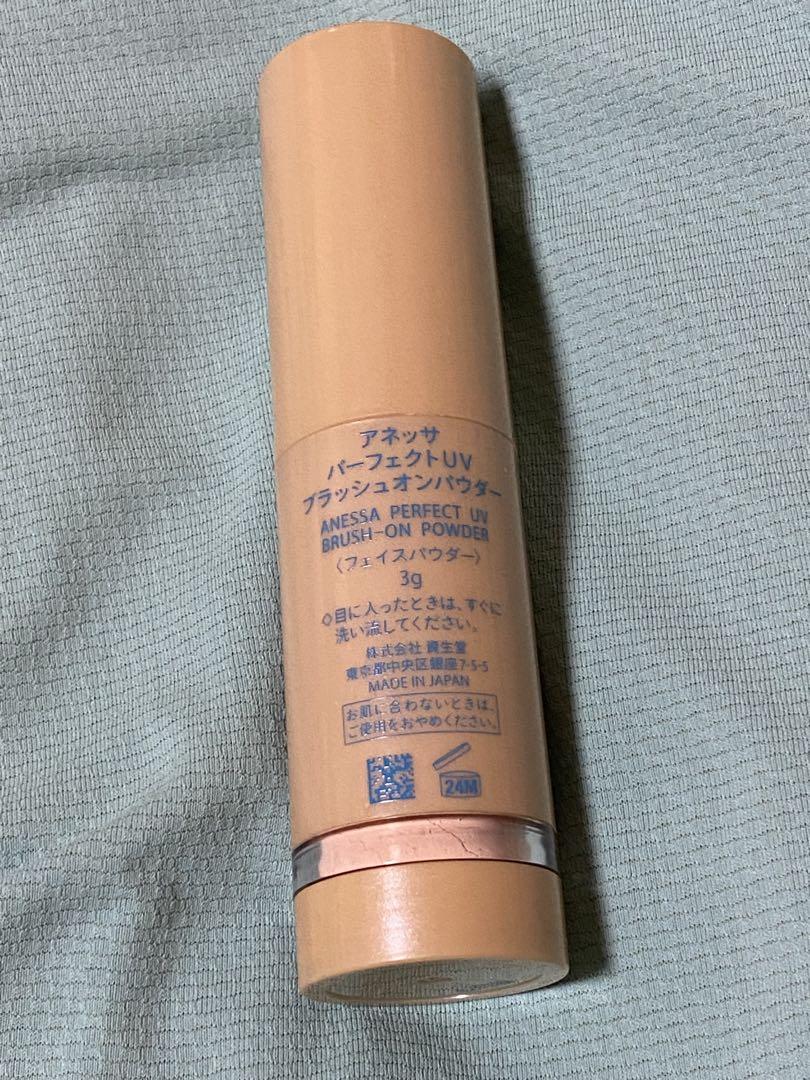 アネッサ
パーフェクトUV
ブラッシュオンパウダー
ANESSA PERFECT UV
BRUSH-ON POWDER
〈フェイスパウダー〉
3g
◇目に入ったときは、すぐに
洗い流してください。
株式会社 資生堂
東京都中央区銀座7-5-5
MADE IN JAPAN
お肌に合わないときは、
ご使用をおやめください。
24M